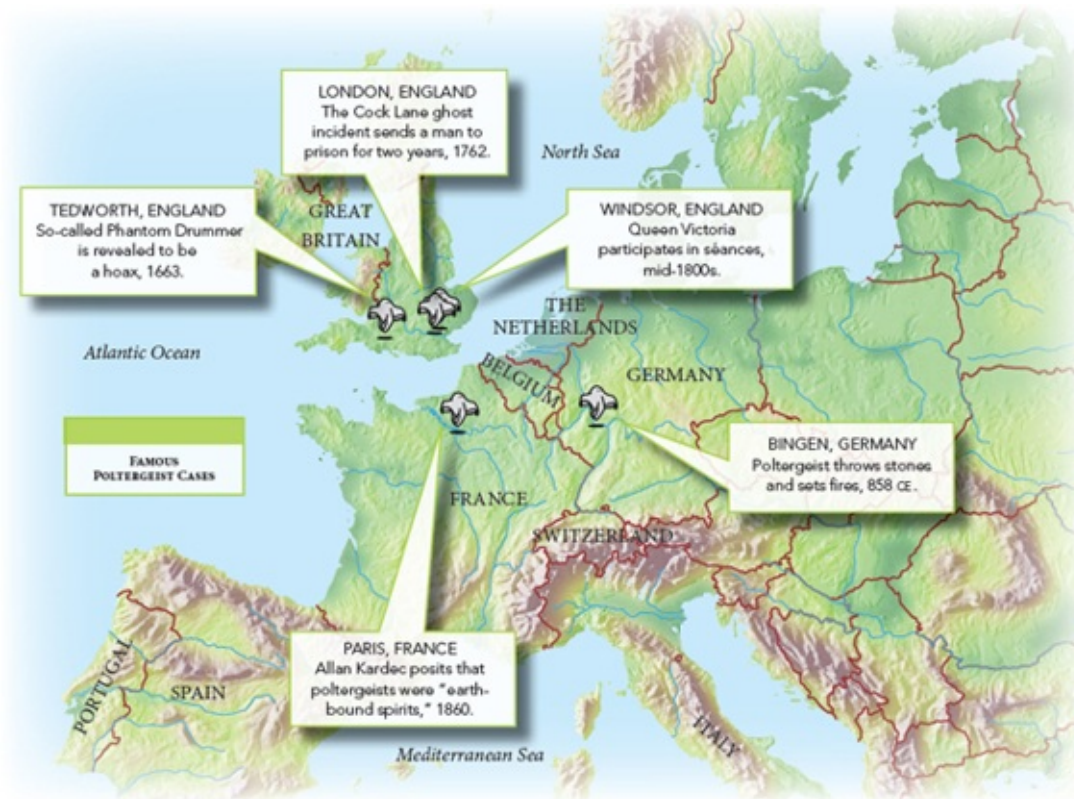 LONDON, ENGLAND
The Cock Lane ghost
incident sends a man to
prison for two years, 1762.
North Sea
TEDWORTH, ENGLAND
So-called Phantom Drummer
is revealed to be
a hoax, 1663.
GREAT
BRITAIN
WINDSOR, ENGLAND
Queen Victoria
participates in séances,
mid-1800s.
THE
NETHERLANDS
Atlantic Ocean
BELGIUM
GERMANY
FAMOUS
POLTERGEIST CASES
BINGEN, GERMANY
Poltergeist throws stones
and sets fires, 858 CE.
FRANCE
SWITZERLAND
PARIS, FRANCE
Allan Kardec posits that
poltergeists were “earth-
bound spirits,” 1860.
PORTUGAL
SPAIN
ITALY
Mediterranean Sea